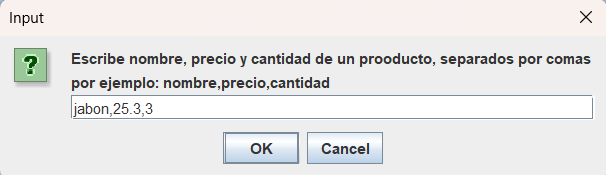 Input
Escribe nombre, precio y cantidad de un prooducto, separados por comas
por ejemplo: nombre,precio,cantidad
jabon,25.3,3
OK Cancel